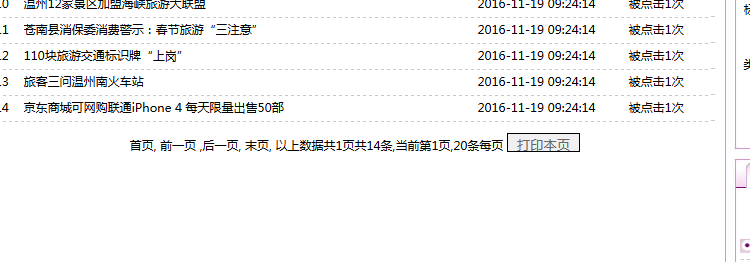 10 温州12家景区加盟海峡旅游大联盟 2016-11-19 09:24:14 被点击1次
11 苍南县消保委消费警示：春节旅游“三注意” 2016-11-19 09:24:14 被点击1次
12 110块旅游交通标识牌“上岗” 2016-11-19 09:24:14 被点击1次
13 旅客三问温州南火车站 2016-11-19 09:24:14 被点击1次
14 京东商城可网购联通iPhone 4 每天限量出售50部 2016-11-19 09:24:14 被点击1次
首页, 前一页 ,后一页, 末页, 以上数据共1页共14条,当前第1页,20条每页 打印本页